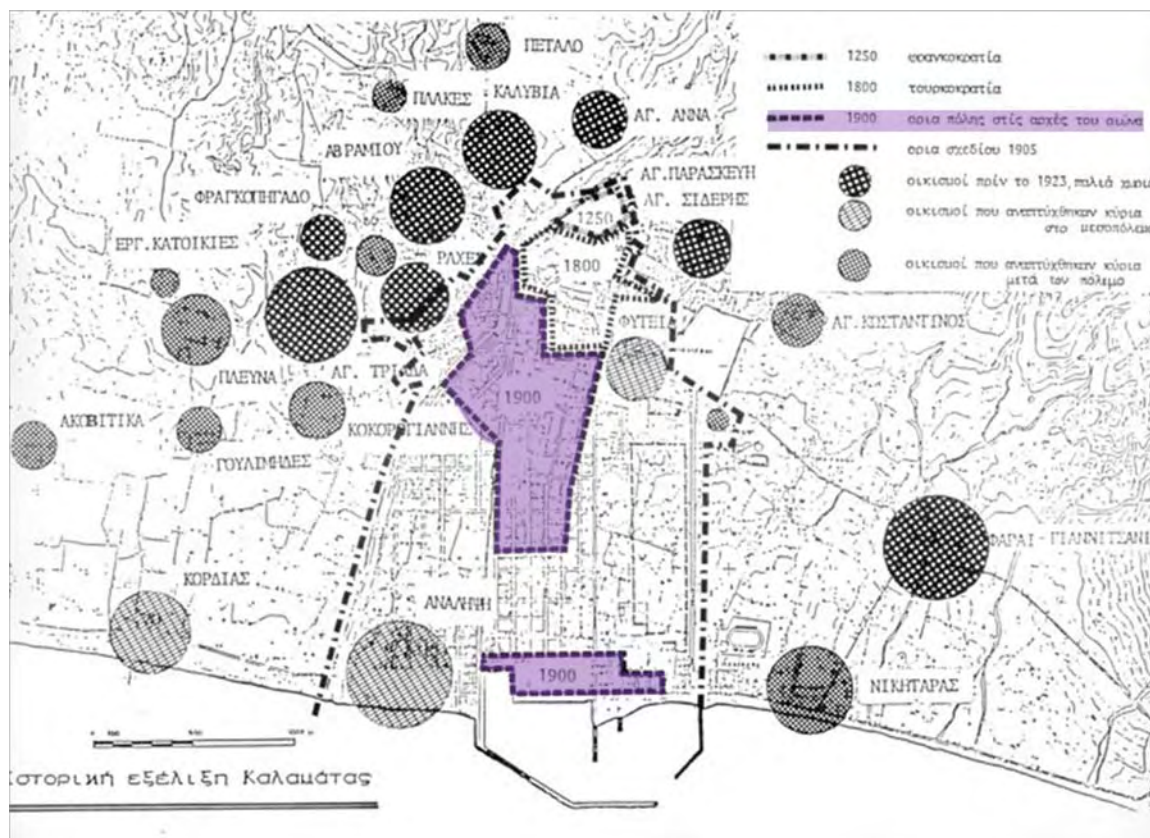 ΠΕΤΑΛΟ
ΠΛΑΚΕΣ
ΚΑΛΥΒΙΑ
ΑΓ. ΑΝΝΑ
ΑΒΡΑΜΙΟΥ
ΑΓ.ΠΑΡΑΣΚΕΥΗ
ΑΓ. ΣΙΔΕΡΗΣ
ΦΡΑΓΚΟΠΗΓΑΔΟ
ΕΡΓ.ΚΑΤΟΙΚΙΕΣ
ΡΑΧΕΣ
1250
1800
ΦΥΤΕΙ
ΑΓ.ΚΩΣΤΑΝΤΙΝΟΣ
ΠΛΕΥΝΑ
ΑΓ. ΤΡΙΑΔΑ
1900
ΑΚΟΒΙΤΙΚΑ
ΚΟΚΟΡΟΓΙΑΝΝΗΣ
ΓΟΥΛΙΜΗΔΕΣ
ΦΑΡΑΙ-ΓΙΑΝΝΙΤΣΑΝΙ
ΚΟΡΔΙΑΣ
ΑΝΑΛΗΨΗ
1900
ΝΙΚΗΤΑΡΑΣ
1250 φραγκοκρατία
1800 τουρκοκρατία
1900 ορια πόλης στίς αρχές του αιώνα
ορια σχεδίου 1905
οικισμοί πρίν το 1923, παλιά χωρι
οικισμοί που αναπτύχθηκαν κύρια
στο μεσοπόλεμο
οικισμοί που αναπτύχθηκαν κύρια
μετά τον πόλεμο
στορική εξέλιξη Καλαμάτας